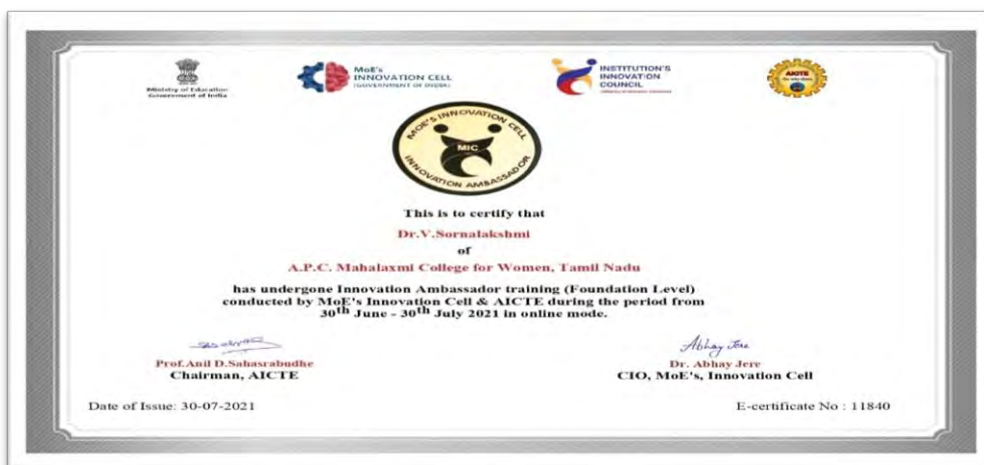 Ministry of Education
Government of India
MoE's
INNOVATION CELL
(GOVERNMENT OF INDIA)
INSTITUTION'S
INNOVATION
COUNCIL
AICTE
MOE'S INNOVATION CELL
MIC
INNOVATION AMBASSADOR
This is to certify that
Dr.V.Sornalakshmi
of
A.P.C. Mahalaxmi College for Women, Tamil Nadu
has undergone Innovation Ambassador training (Foundation Level)
conducted by MoE's Innovation Cell & AICTE during the period from
30th June - 30th July 2021 in online mode.
Abhay Jere
Prof.Anil D.Sahasrabudhe
Chairman, AICTE
Dr. Abhay Jere
CIO, MoE's, Innovation Cell
Date of Issue: 30-07-2021
E-certificate No : 11840